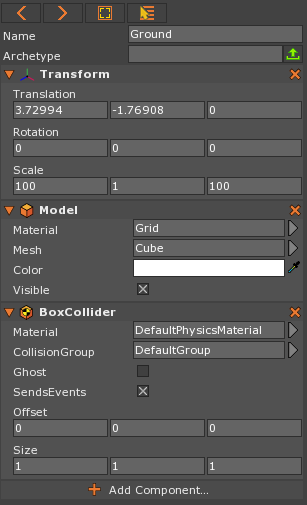 Name Ground
Archetype
Transform
Translation
3.72994 -1.76908 0
Rotation
0 0 0
Scale
100 1 100
Model
Material Grid
Mesh Cube
Color
Visible
BoxCollider
Material DefaultPhysicsMaterial
CollisionGroup DefaultGroup
Ghost
SendsEvents
Offset
0 0 0
Size
1 1 1
Add Component...